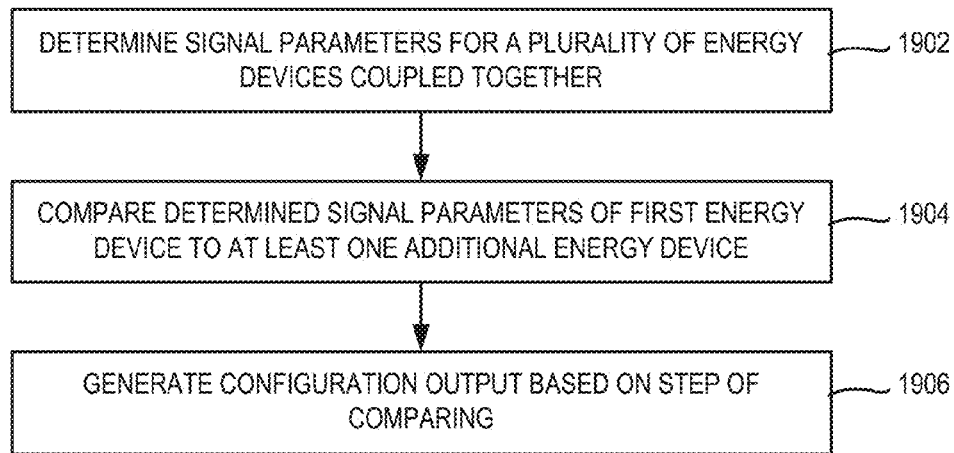 DETERMINE SIGNAL PARAMETERS FOR A PLURALITY OF ENERGY
DEVICES COUPLED TOGETHER
1902
COMPARE DETERMINED SIGNAL PARAMETERS OF FIRST ENERGY
DEVICE TO AT LEAST ONE ADDITIONAL ENERGY DEVICE
1904
GENERATE CONFIGURATION OUTPUT BASED ON STEP OF
COMPARING
1906